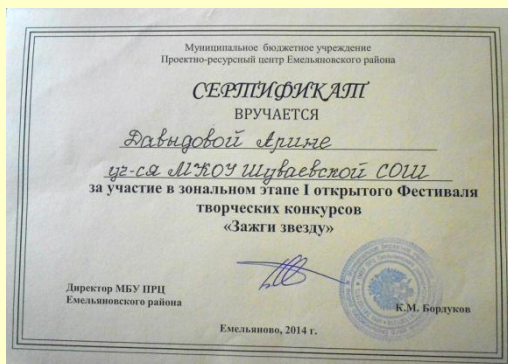 Муниципальное бюджетное учреждение
Проектно-ресурсный центр Емельяновского района
СЕРТИФИКАТ
ВРУЧАЕТСЯ
Давыдовой Арине
уч-ся МКОУ Шуваевской СОШ
за участие в зональном этапе I открытого Фестиваля
творческих конкурсов
«Зажги звезду»
Директор МБУ ПРЦ
Емельяновского района
К.М. Бордуков
Емельяново, 2014 г.